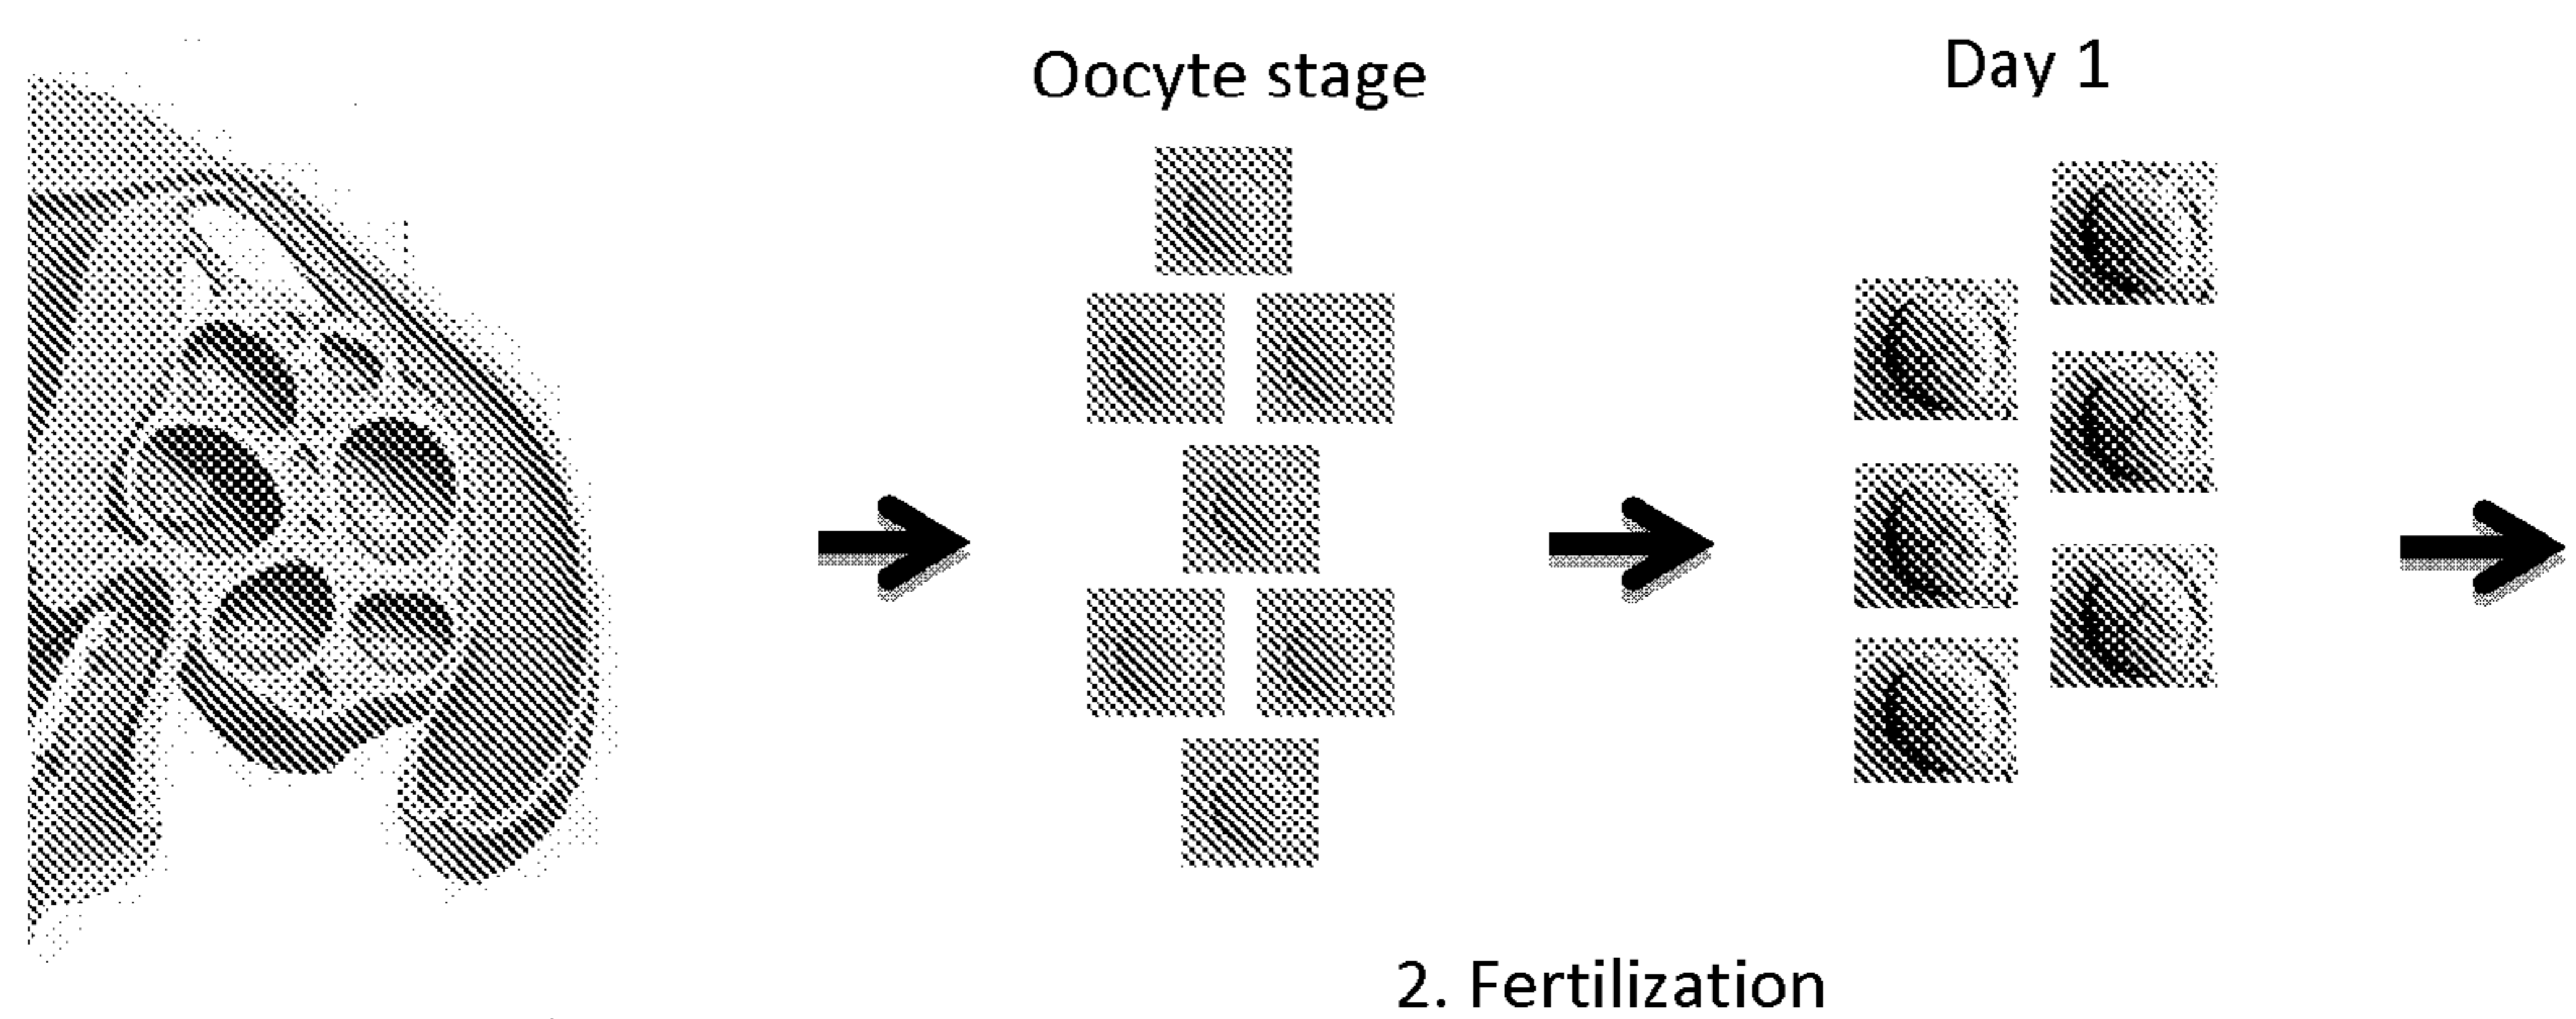 Oocyte stage
Day 1
2. Fertilization